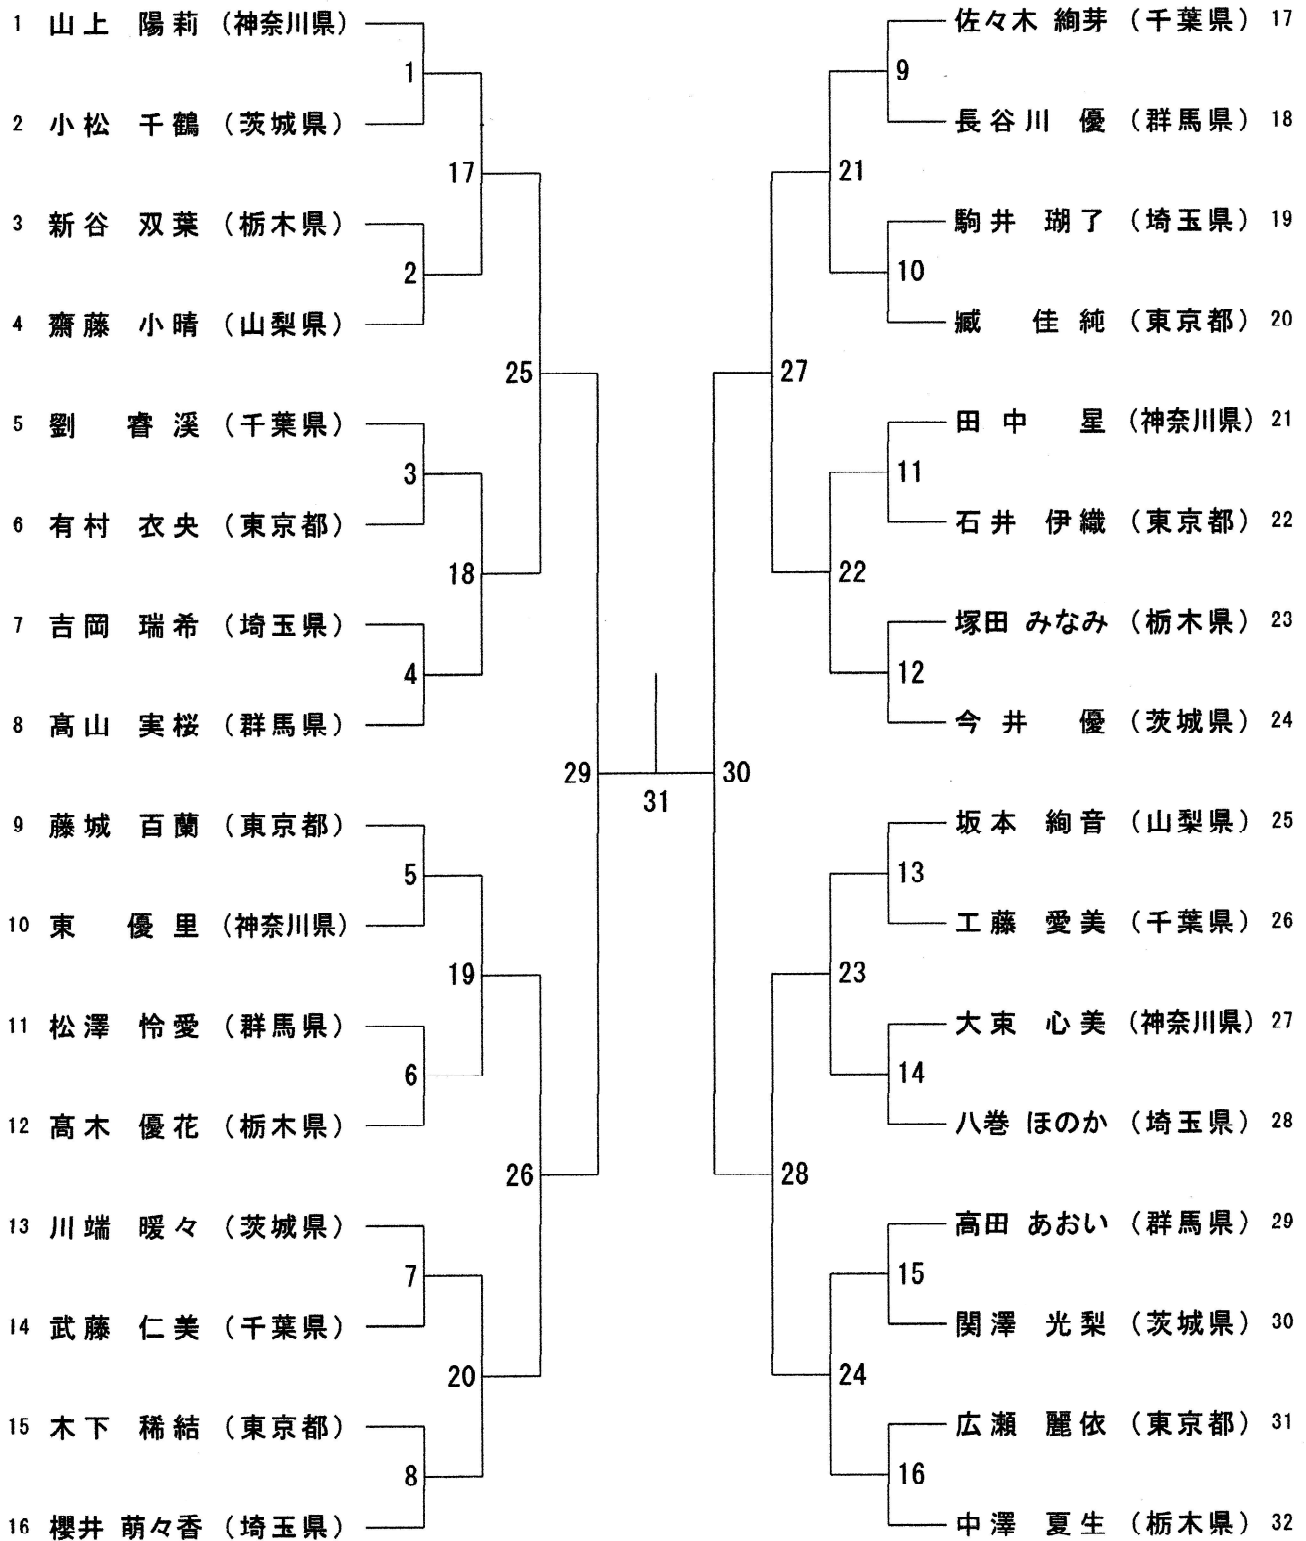 1 山上 陽莉 (神奈川県)
1
2 小松 千鶴 (茨城県)
17
3 新谷 双葉 (栃木県)
2
4 齋藤 小晴 (山梨県)
25
5 劉 睿溪 (千葉県)
3
6 有村 衣央 (東京都)
18
7 吉岡 瑞希 (埼玉県)
4
8 髙山 実桜 (群馬県)
29
9 藤城 百蘭 (東京都)
5
10 東 優里 (神奈川県)
19
11 松澤 怜愛 (群馬県)
6
12 髙木 優花 (栃木県)
26
13 川端 暖々 (茨城県)
7
14 武藤 仁美 (千葉県)
20
15 木下 稀結 (東京都)
8
16 櫻井 萌々香 (埼玉県)
31
佐々木 絢芽 (千葉県) 17
9
長谷川 優 (群馬県) 18
21
駒井 瑚了 (埼玉県) 19
10
臧 佳純 (東京都) 20
27
田中 星 (神奈川県) 21
11
石井 伊織 (東京都) 22
22
塚田 みなみ (栃木県) 23
12
今井 優 (茨城県) 24
30
坂本 絢音 (山梨県) 25
13
工藤 愛美 (千葉県) 26
23
大束 心美 (神奈川県) 27
14
八巻 ほのか (埼玉県) 28
28
高田 あおい (群馬県) 29
15
関澤 光梨 (茨城県) 30
24
広瀬 麗依 (東京都) 31
16
中澤 夏生 (栃木県) 32